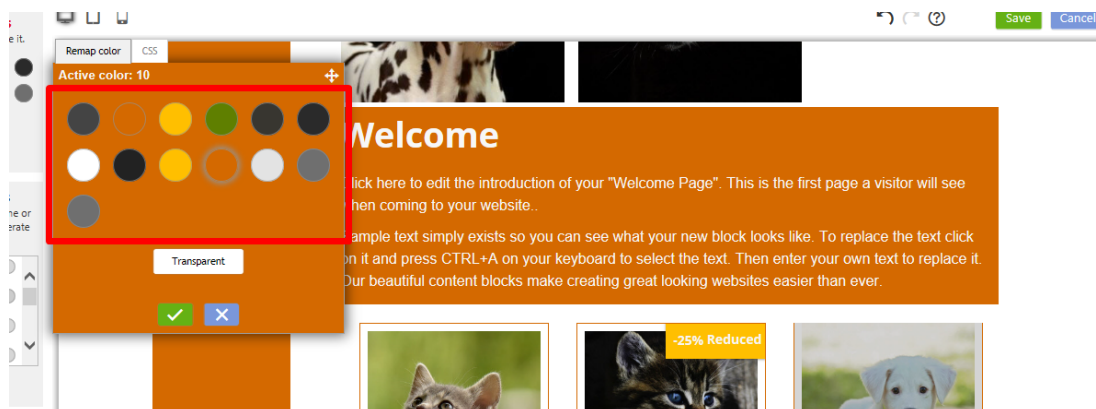 s
e it.
Save
Cancel
Remap color
CSS
Active color: 10
Welcome
lick here to edit the introduction of your "Welcome Page". This is the first page a visitor will see
hen coming to your website..
ample text simply exists so you can see what your new block looks like. To replace the text click
on it and press CTRL+A on your keyboard to select the text. Then enter your own text to replace it.
Our beautiful content blocks make creating great looking websites easier than ever.
s
ne or
erate
Transparent
-25% Reduced